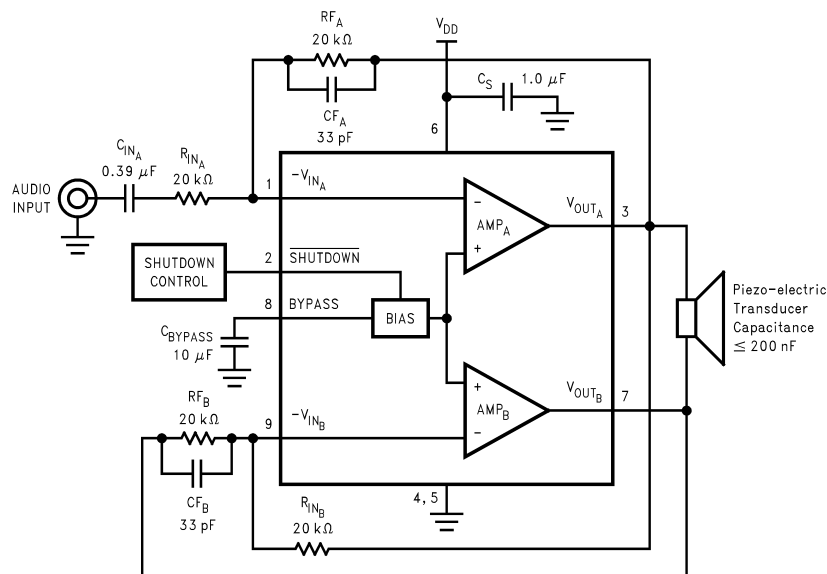 RF_A
20 kΩ
CF_A
33 pF
V_DD
C_S 1.0 μF
6
C_IN_A
0.39 μF
R_IN_A
20 kΩ
AUDIO
INPUT
1
-V_IN_A
-
AMP_A
+
V_OUT_A
3
SHUTDOWN
CONTROL
2
SHUTDOWN
8
BYPASS
BIAS
C_BYPASS
10 μF
Piezo-electric
Transducer
Capacitance
≤ 200 nF
+
AMP_B
-
V_OUT_B
7
RF_B
20 kΩ
9
-V_IN_B
CF_B
33 pF
R_IN_B
20 kΩ
4, 5